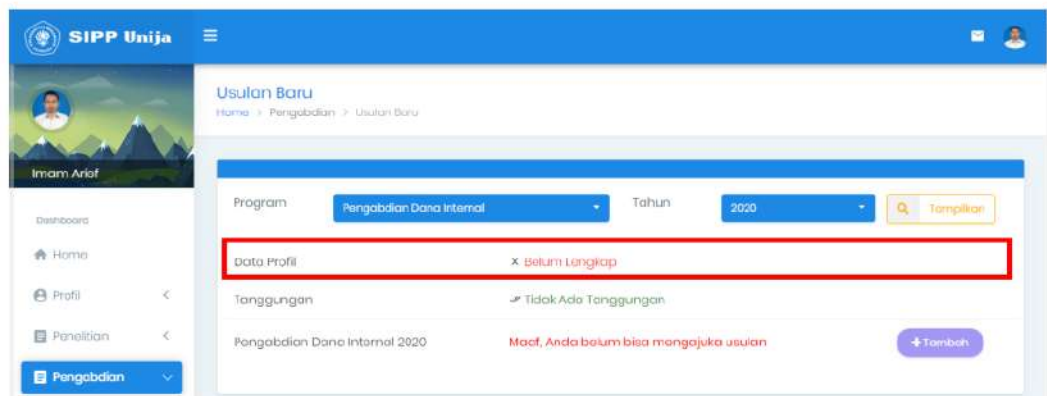 SIPP Unija
Imam Arief
Dashboard
Home
Profil
Penelitian
Pengabdian
Usulan Baru
Home > Pengabdian > Usulan Baru
Program Pengabdian Dana Internal Tahun 2020 Tampilkan
Data Profil x Belum Lengkap
Tanggungan Tidak Ada Tanggungan
Pengabdian Dana Internal 2020 Maaf, Anda belum bisa mengajuka usulan +Tambah